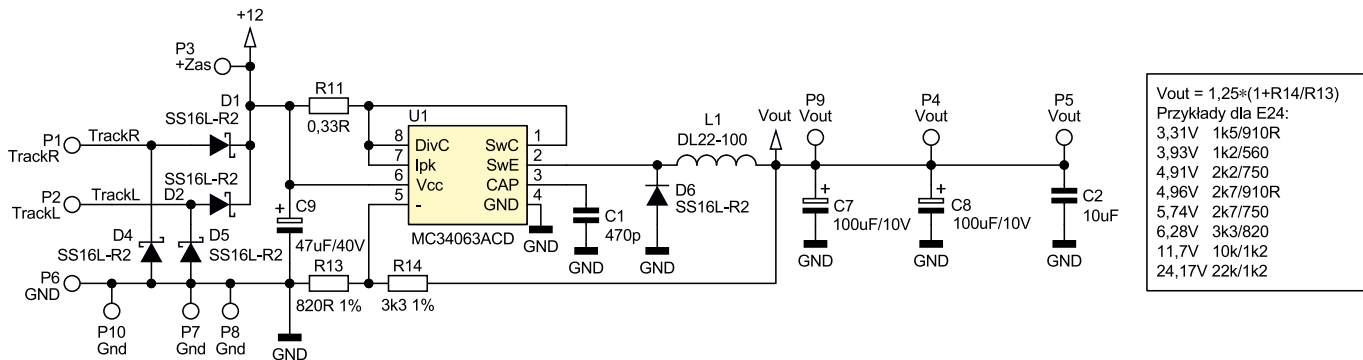 +12
P3
+Zas
D1
SS16L-R2
R11
0,33R
U1
8 DivC SwC 1
7 Ipk SwE 2
6 Vcc CAP 3
5 - GND 4
MC34063ACD
GND
P1
TrackR
TrackR
P2
TrackL
TrackL
SS16L-R2
D2
D4
SS16L-R2
D5
SS16L-R2
+
C9
47uF/40V
C1
470p
GND
L1
DL22-100
D6
SS16L-R2
GND
Vout
P9
Vout
P4
Vout
P5
Vout
+
C7
100uF/10V
GND
+
C8
100uF/10V
GND
C2
10uF
GND
P6
GND
P10
Gnd
P7
Gnd
P8
Gnd
R13
820R 1%
R14
3k3 1%
GND
Vout = 1,25*(1+R14/R13)
Przykłady dla E24:
3,31V 1k5/910R
3,93V 1k2/560
4,91V 2k2/750
4,96V 2k7/910R
5,74V 2k7/750
6,28V 3k3/820
11,7V 10k/1k2
24,17V 22k/1k2